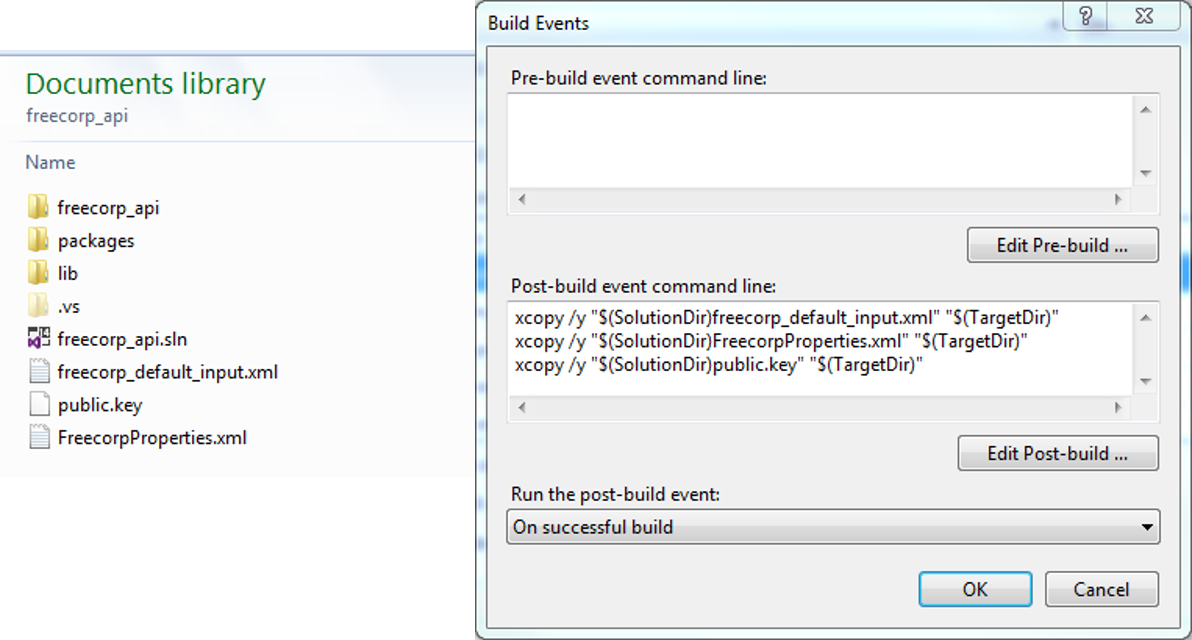 Documents library
freecorp_api
Name
freecorp_api
packages
lib
.vs
freecorp_api.sln
freecorp_default_input.xml
public.key
FreecorpProperties.xml
Build Events
?
Pre-build event command line:
Edit Pre-build ...
Post-build event command line:
xcopy /y "$(SolutionDir)freecorp_default_input.xml" "$(TargetDir)"
xcopy /y "$(SolutionDir)FreecorpProperties.xml" "$(TargetDir)"
xcopy /y "$(SolutionDir)public.key" "$(TargetDir)"
Edit Post-build ...
Run the post-build event:
On successful build
OK
Cancel